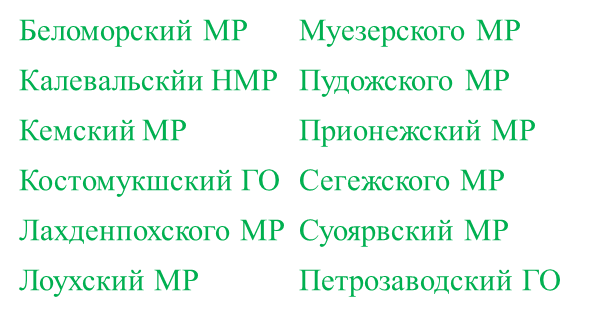 Беломорский МР
Калевальскйи НМР
Кемский МР
Костомукшский ГО
Лахденпохского МР
Лоухский МР
Муезерского МР
Пудожского МР
Прионежский МР
Сегежского МР
Суоярвский МР
Петрозаводский ГО